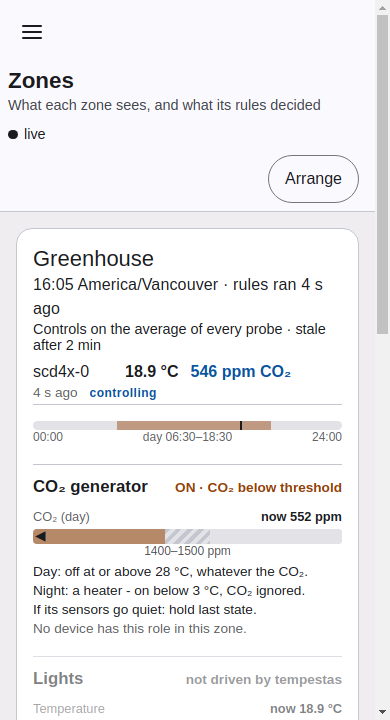 Zones
What each zone sees, and what its rules decided
live
Arrange
Greenhouse
16:05 America/Vancouver · rules ran 4 s
ago
Controls on the average of every probe · stale
after 2 min
scd4x-0 18.9 °C 546 ppm CO₂
4 s ago controlling
00:00 day 06:30–18:30 24:00
CO₂ generator ON · CO₂ below threshold
CO₂ (day) now 552 ppm
1400–1500 ppm
Day: off at or above 28 °C, whatever the CO₂.
Night: a heater - on below 3 °C, CO₂ ignored.
If its sensors go quiet: hold last state.
No device has this role in this zone.
Lights not driven by tempestas
Temperature now 18.9 °C